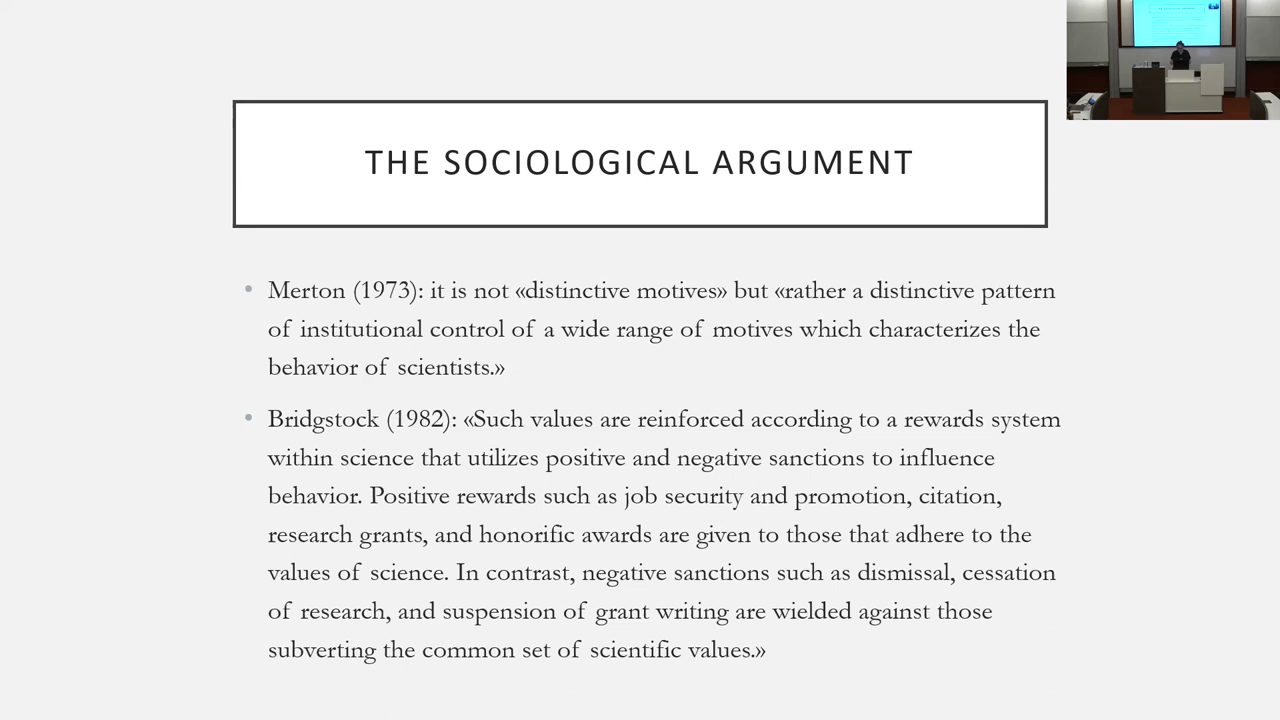 THE SOCIOLOGICAL ARGUMENT
• Merton (1973): it is not «distinctive motives» but «rather a distinctive pattern
of institutional control of a wide range of motives which characterizes the
behavior of scientists.»
• Bridgstock (1982): «Such values are reinforced according to a rewards system
within science that utilizes positive and negative sanctions to influence
behavior. Positive rewards such as job security and promotion, citation,
research grants, and honorific awards are given to those that adhere to the
values of science. In contrast, negative sanctions such as dismissal, cessation
of research, and suspension of grant writing are wielded against those
subverting the common set of scientific values.»